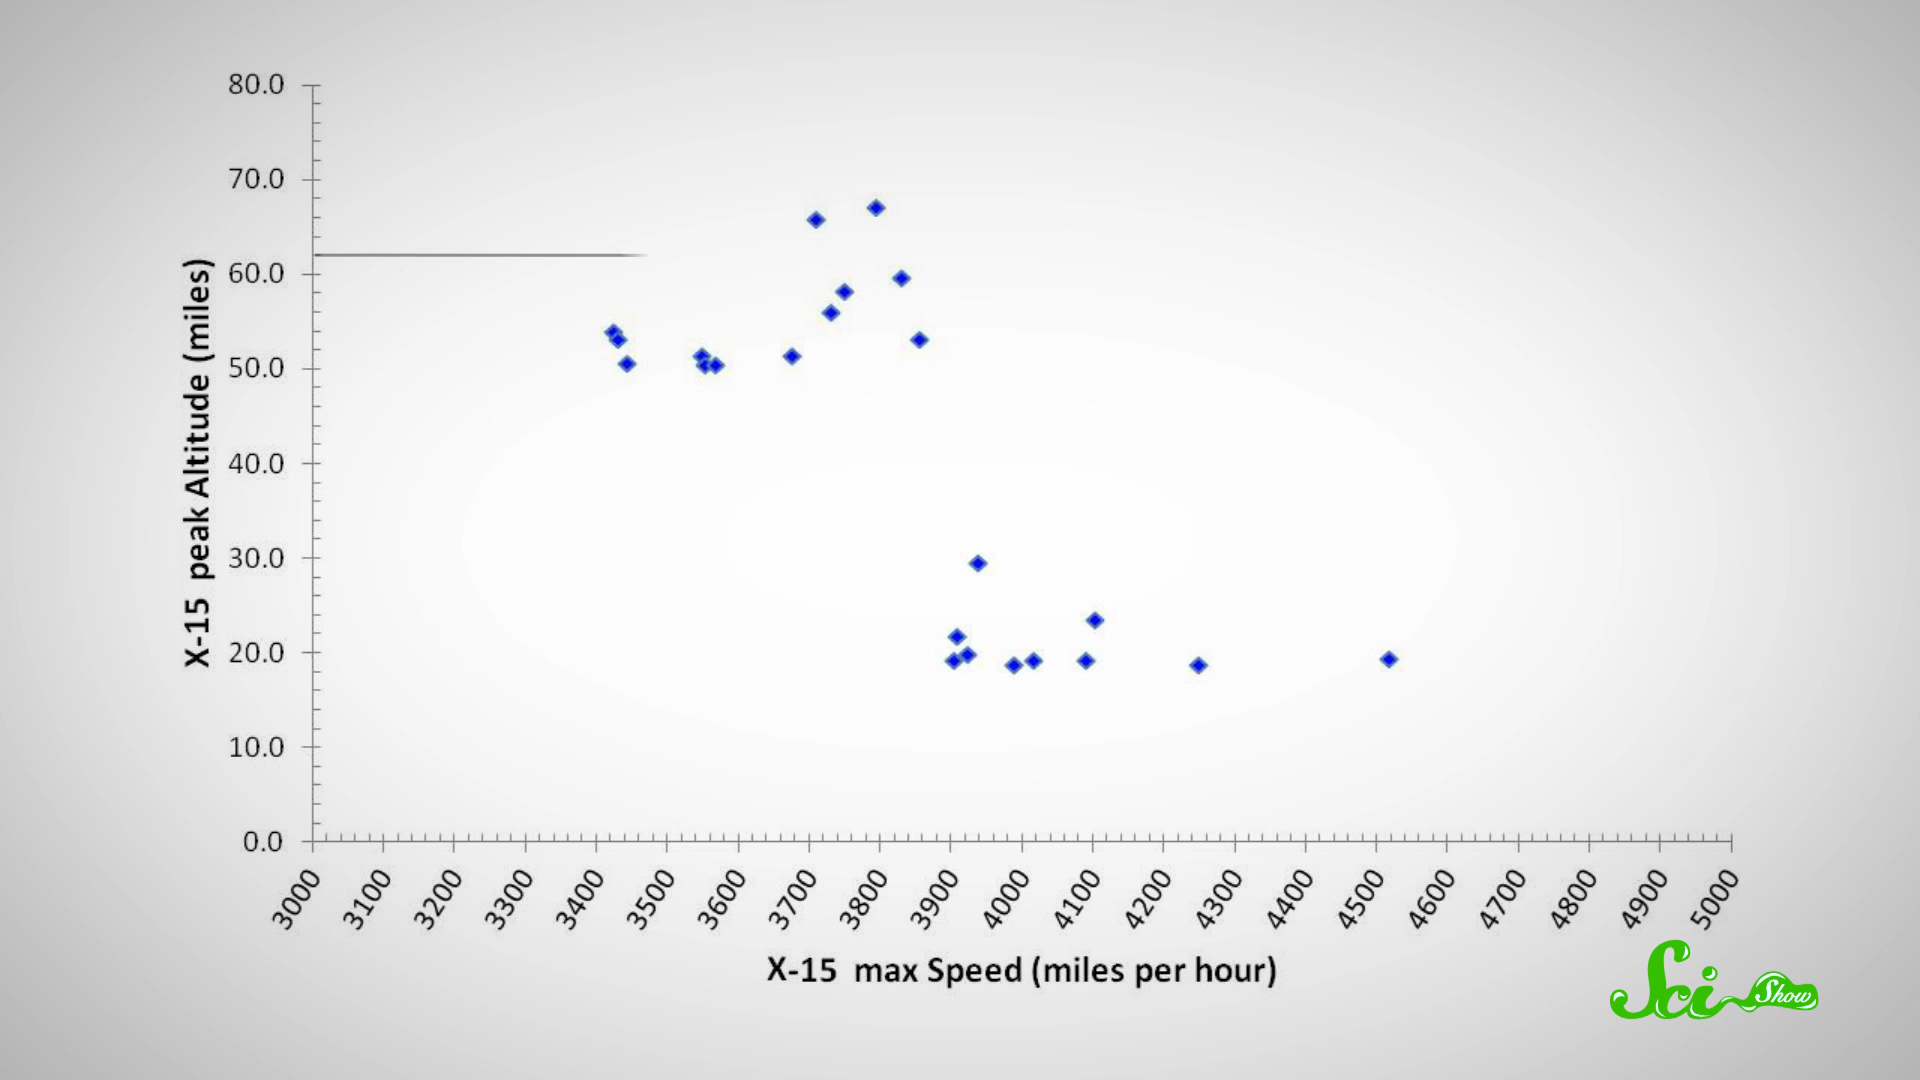 80.0
70.0
60.0
50.0
40.0
30.0
20.0
10.0
0.0
X-15 peak Altitude (miles)
3000 3100 3200 3300 3400 3500 3600 3700 3800 3900 4000 4100 4200 4300 4400 4500 4600 4700 4800 4900 5000
X-15 max Speed (miles per hour)
Sci Show